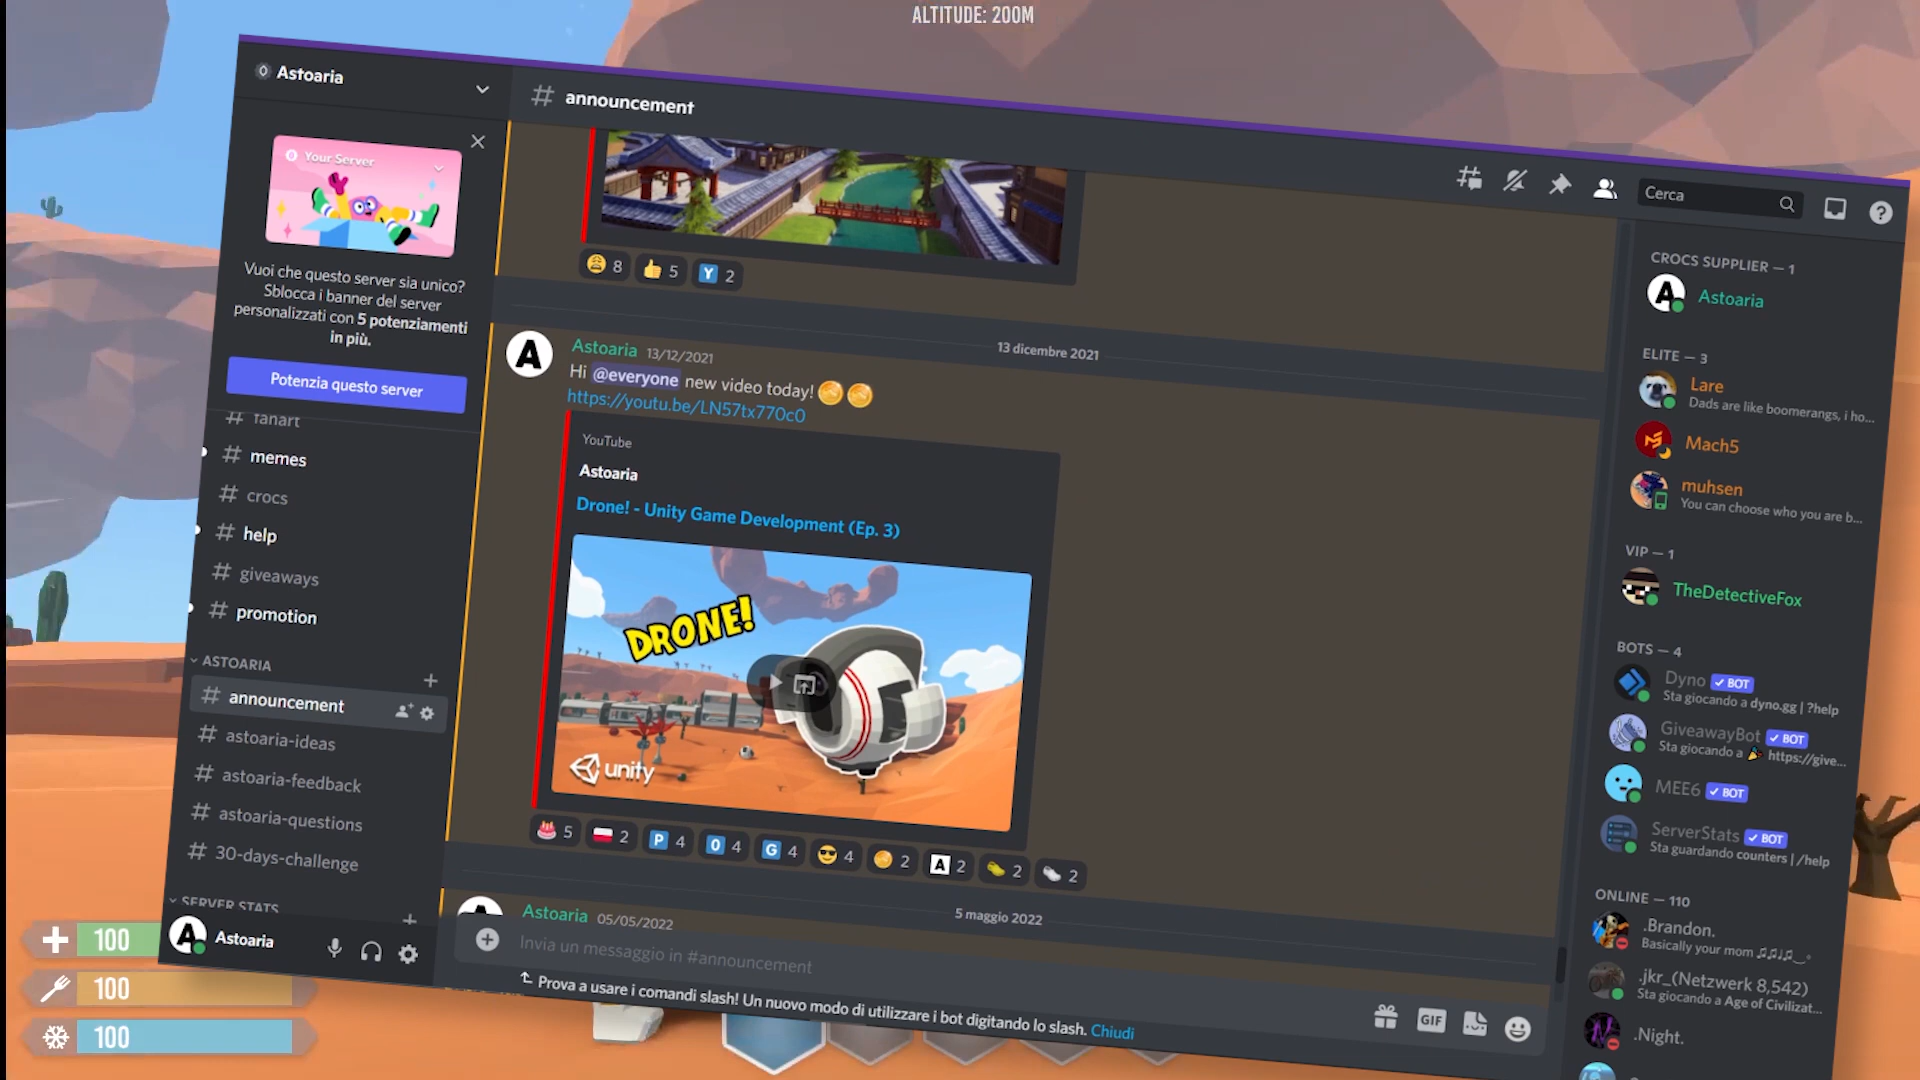 ALTITUDE: 200M
Astoaria
Your Server
Vuoi che questo server sia unico?
Sblocca i banner del server
personalizzati con 5 potenziamenti
in più.
Potenzia questo server
# fanart
# memes
# crocs
# help
# giveaways
# promotion
ASTOARIA
# announcement
# astoaria-ideas
# astoaria-feedback
# astoaria-questions
# 30-days-challenge
SERVER STATS
Astoaria
# announcement
Cerca
8 5 Y 2
13 dicembre 2021
Astoaria 13/12/2021
Hi @everyone new video today!
https://youtu.be/LN57tx770c0
YouTube
Astoaria
Drone! - Unity Game Development (Ep. 3)
DRONE!
unity
5 2 P 4 O 4 G 4 4 2 A 2 2 2
5 maggio 2022
Astoaria 05/05/2022
Invia un messaggio in #announcement
Prova a usare i comandi slash! Un nuovo modo di utilizzare i bot digitando lo slash. Chiudi
GIF
CROCS SUPPLIER — 1
Astoaria
ELITE — 3
Lare
Dads are like boomerangs, i ho...
Mach5
muhsen
You can choose who you are b...
VIP — 1
TheDetectiveFox
BOTS — 4
Dyno BOT
Sta giocando a dyno.gg | ?help
GiveawayBot BOT
Sta giocando a https://give...
MEE6 BOT
ServerStats BOT
Sta guardando counters | /help
ONLINE — 110
.Brandon.
Basically your mom
.jkr_(Netzwerk 8,542)
Sta giocando a Age of Civilizat...
.Night.
100
100
100